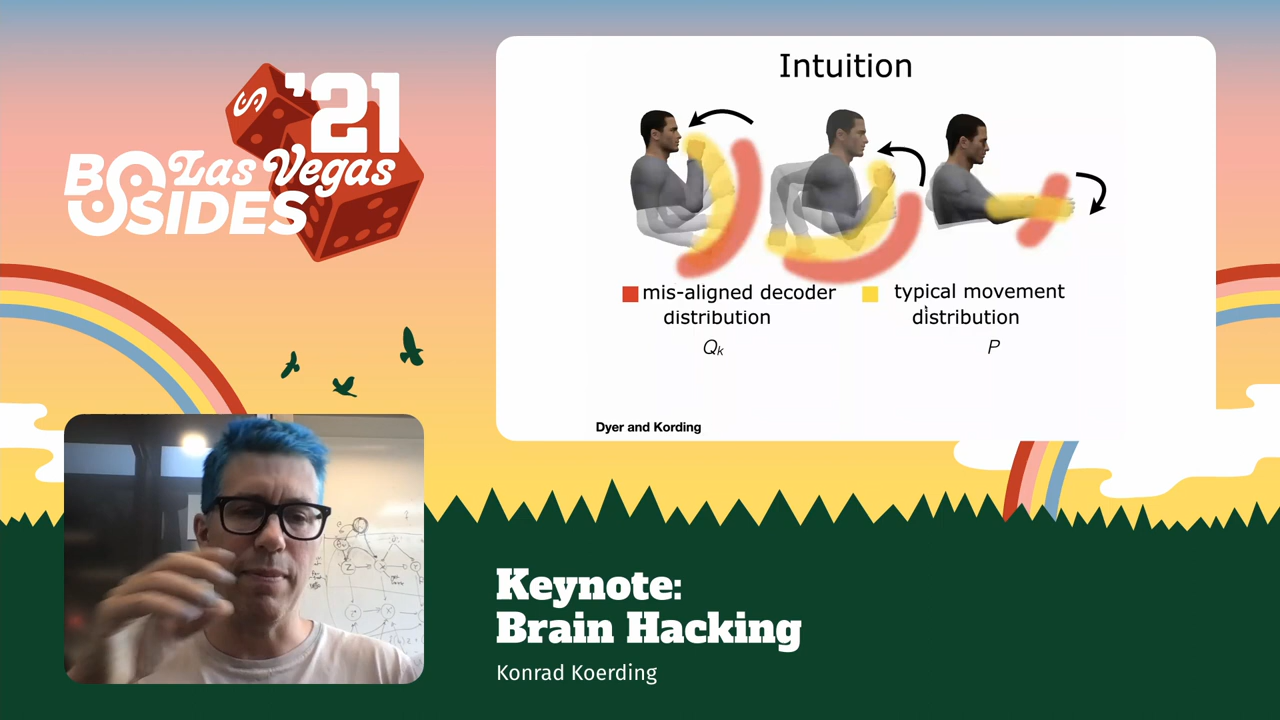 '21
BSIDES
Las Vegas
Intuition
mis-aligned decoder
distribution
Qk
typical movement
distribution
P
Dyer and Kording
Keynote:
Brain Hacking
Konrad Koerding